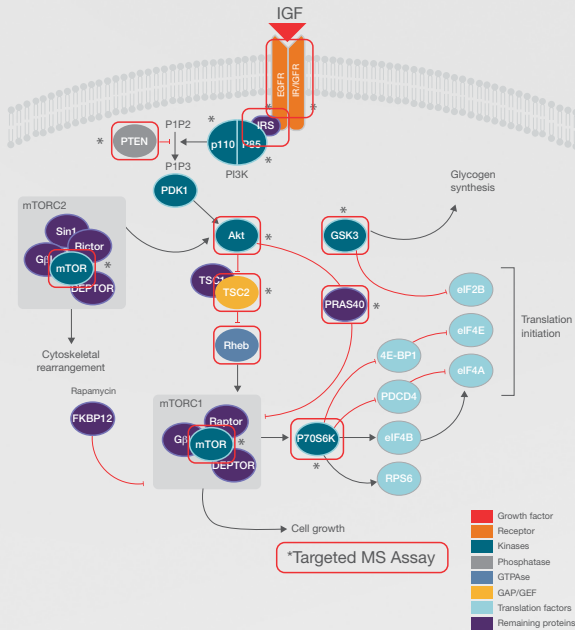 IGF
EGFR
IR/IGFR
IRS
P1P2
PTEN
p110
P85
PI3K
P1P3
PDK1
Glycogen
synthesis
mTORC2
Sin1
Rictor
mTOR
DEPTOR
Akt
GSK3
TSC1
TSC2
PRAS40
eIF2B
eIF4E
Translation
initiation
4E-BP1
eIF4A
PDCD4
Rheb
Cytoskeletal
rearrangement
Rapamycin
FKBP12
mTORC1
Raptor
mTOR
DEPTOR
P70S6K
eIF4B
RPS6
Cell growth
*Targeted MS Assay
Growth factor
Receptor
Kinases
Phosphatase
GTPAse
GAP/GEF
Translation factors
Remaining proteins